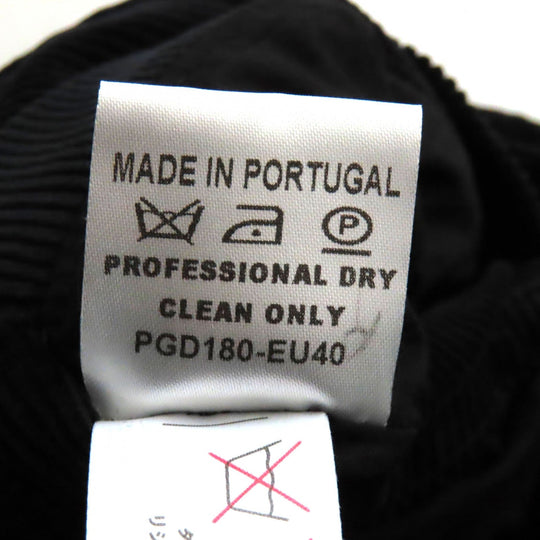 MADE IN PORTUGAL
P
PROFESSIONAL DRY
CLEAN ONLY
PGD180-EU40